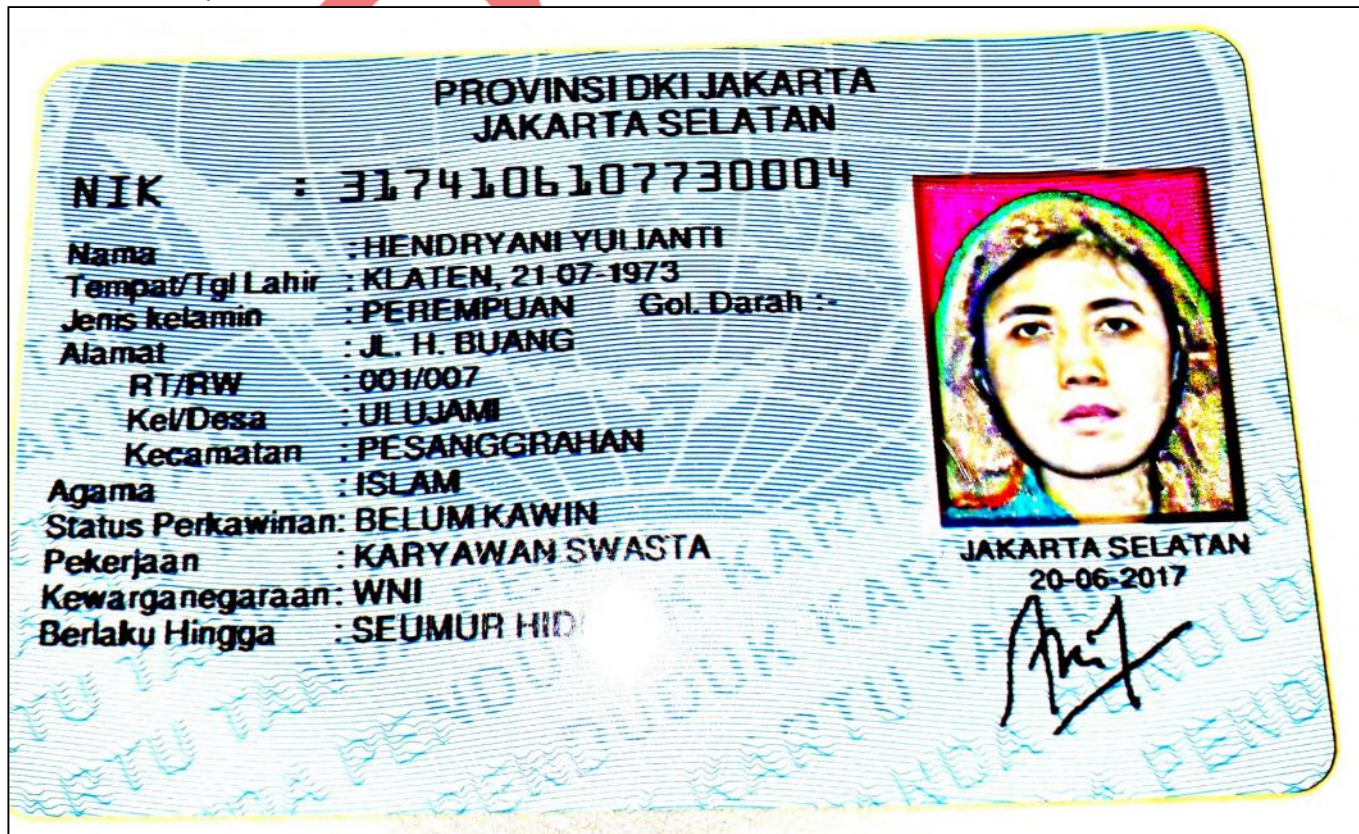 PROVINSI DKI JAKARTA
JAKARTA SELATAN
NIK : 3174106107730004
Nama : HENDRYANI YULIANTI
Tempat/Tgl Lahir : KLATEN, 21-07-1973
Jenis kelamin : PEREMPUAN Gol. Darah :-
Alamat : JL. H. BUANG
RT/RW : 001/007
Kel/Desa : ULUJAMI
Kecamatan : PESANGGRAHAN
Agama : ISLAM
Status Perkawinan: BELUM KAWIN
Pekerjaan : KARYAWAN SWASTA
Kewarganegaraan: WNI
Berlaku Hingga : SEUMUR
JAKARTA SELATAN
20-06-2017